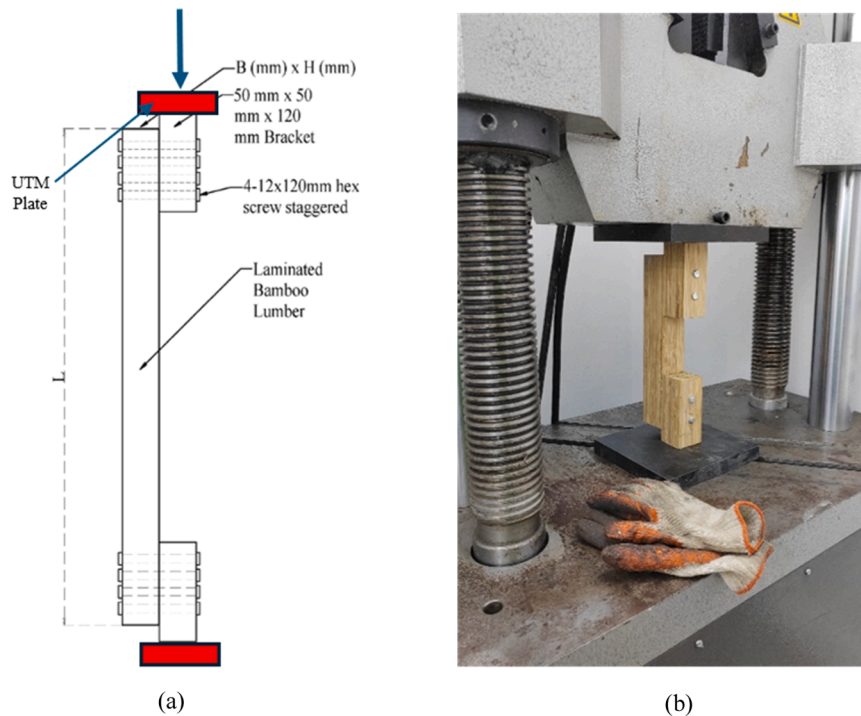 B (mm) x H (mm)
50 mm x 50
mm x 120
mm Bracket
UTM
Plate
4-12x120mm hex
screw staggered
Laminated
Bamboo
Lumber
L
(a)
(b)